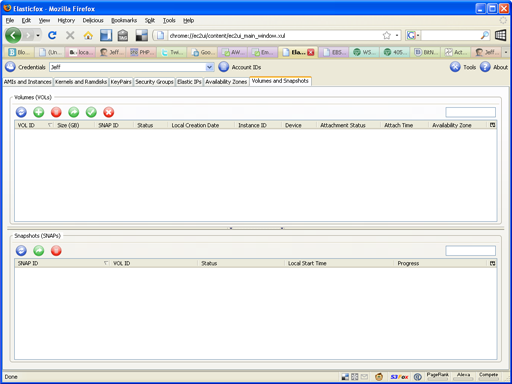 Elasticfox - Mozilla Firefox
File Edit View History Delicious Bookmarks Split Tools Help
chrome://ec2ui/content/ec2ui_main_window.xul
Blo... (Un... loca... Jeff... PHP... Twi... Goo... AW... Em... Ela... EBS... WS... 405... BtN... Act... Jeff...
Credentials Jeff Account IDs Tools About
AMIs and Instances KeyPairs Security Groups Elastic IPs Availability Zones Volumes and Snapshots
Kernels and Ramdisks
Volumes (VOLs)
VOL ID Size (GB) SNAP ID Status Local Creation Date Instance ID Device Attachment Status Attach Time Availability Zone
Snapshots (SNAPs)
SNAP ID VOL ID Status Local Start Time Progress
Done S3Fox PageRank Alexa Compete